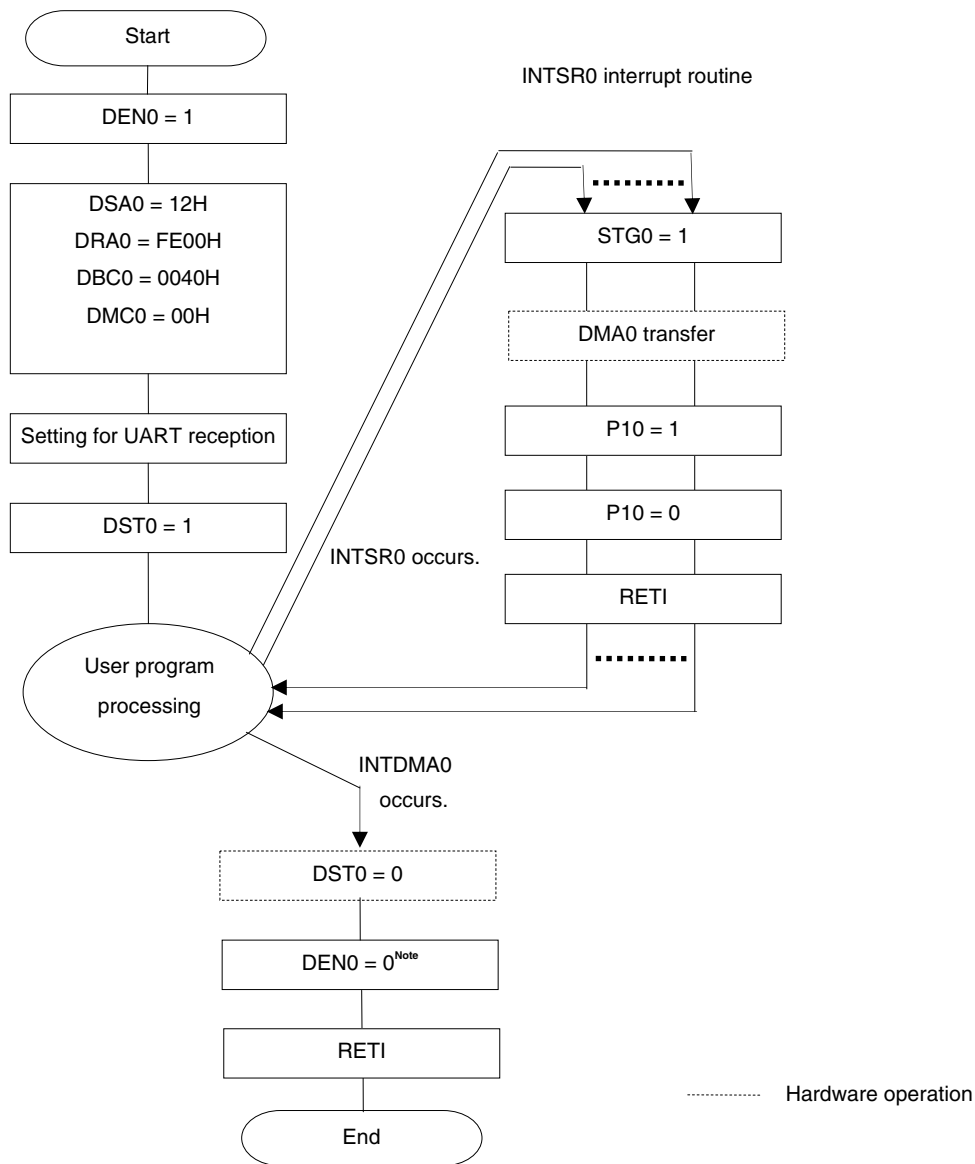 Start
DEN0 = 1
DSA0 = 12H
DRA0 = FE00H
DBC0 = 0040H
DMC0 = 00H
Setting for UART reception
DST0 = 1
User program
processing
INTSR0 interrupt routine
STG0 = 1
DMA0 transfer
P10 = 1
P10 = 0
RETI
INTSR0 occurs.
INTDMA0
occurs.
DST0 = 0
DEN0 = 0Note
RETI
End
Hardware operation